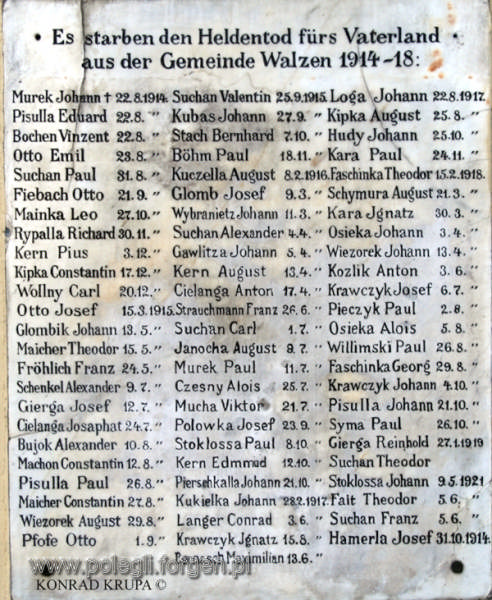 • Es starben den Heldentod fürs Vaterland •
aus der Gemeinde Walzen 1914-18:
Murek Johann † 22.8.1914.
Pisulla Eduard 22.8. "
Bochen Vinzent 22.8. "
Otto Emil 23.8. "
Suchan Paul 31.8. "
Fiebach Otto 21.9. "
Mainka Leo 27.10. "
Rypalla Richard 30.11. "
Kern Pius 3.12. "
Kipka Constantin 17.12. "
Wollny Carl 20.12. "
Otto Josef 15.3.1915.
Glombik Johann 13.5. "
Maicher Theodor 15.5. "
Fröhlich Franz 24.5. "
Schenkel Alexander 9.7. "
Gierga Josef 12.7. "
Cielanga Josaphat 24.7. "
Bujok Alexander 10.8. "
Machon Constantin 12.8. "
Pisulla Paul 26.8. "
Maicher Constantin 27.8. "
Wiezorek August 29.8. "
Pfofe Otto 1.9. "
Suchan Valentin 25.9.1915.
Kubas Johann 27.9. "
Stach Bernhard 7.10. "
Böhm Paul 18.11. "
Kuczella August 8.2.1916.
Glomb Josef 9.3. "
Wybranietz Johann 11.3. "
Suchan Alexander 4.4. "
Gawlitza Johann 5.4. "
Kern August 13.4. "
Cielanga Anton 17.4. "
Strauchmann Franz 26.6. "
Suchan Carl 1.7. "
Janocha August 9.7. "
Murek Paul 11.7. "
Czesny Alois 25.7. "
Mucha Viktor 21.7. "
Polowka Josef 23.9. "
Stoklossa Paul 8.10. "
Kern Edmund 12.10. "
Pierschkalla Johann 21.10. "
Kukielka Johann 28.2.1917.
Langer Conrad 3.6. "
Krawczyk Jgnatz 15.8. "
Maximilian 13.6. "
Loga Johann 22.8.1917.
Kipka August 25.8. "
Hudy Johann 25.10. "
Kara Paul 24.11. "
Faschinka Theodor 15.2.1918.
Schymura August 21.3. "
Kara Jgnatz 30.3. "
Osieka Johann 3.4. "
Wiezorek Johann 13.4. "
Kozlik Anton 3.6. "
Krawczyk Josef 6.7. "
Pieczyk Paul 2.8. "
Osieka Alois 5.8. "
Willimski Paul 26.8. "
Faschinka Georg 29.8. "
Krawczyk Johann 4.10. "
Pisulla Johann 21.10. "
Syma Paul 26.10. "
Gierga Reinhold 27.1.1919
Suchan Theodor
Stoklossa Johann 9.5.1921
Fait Theodor 5.6. "
Suchan Franz 5.6. "
Hamerla Josef 31.10.1914.
www.polegli.forgen.pl
KONRAD KRUPA ©